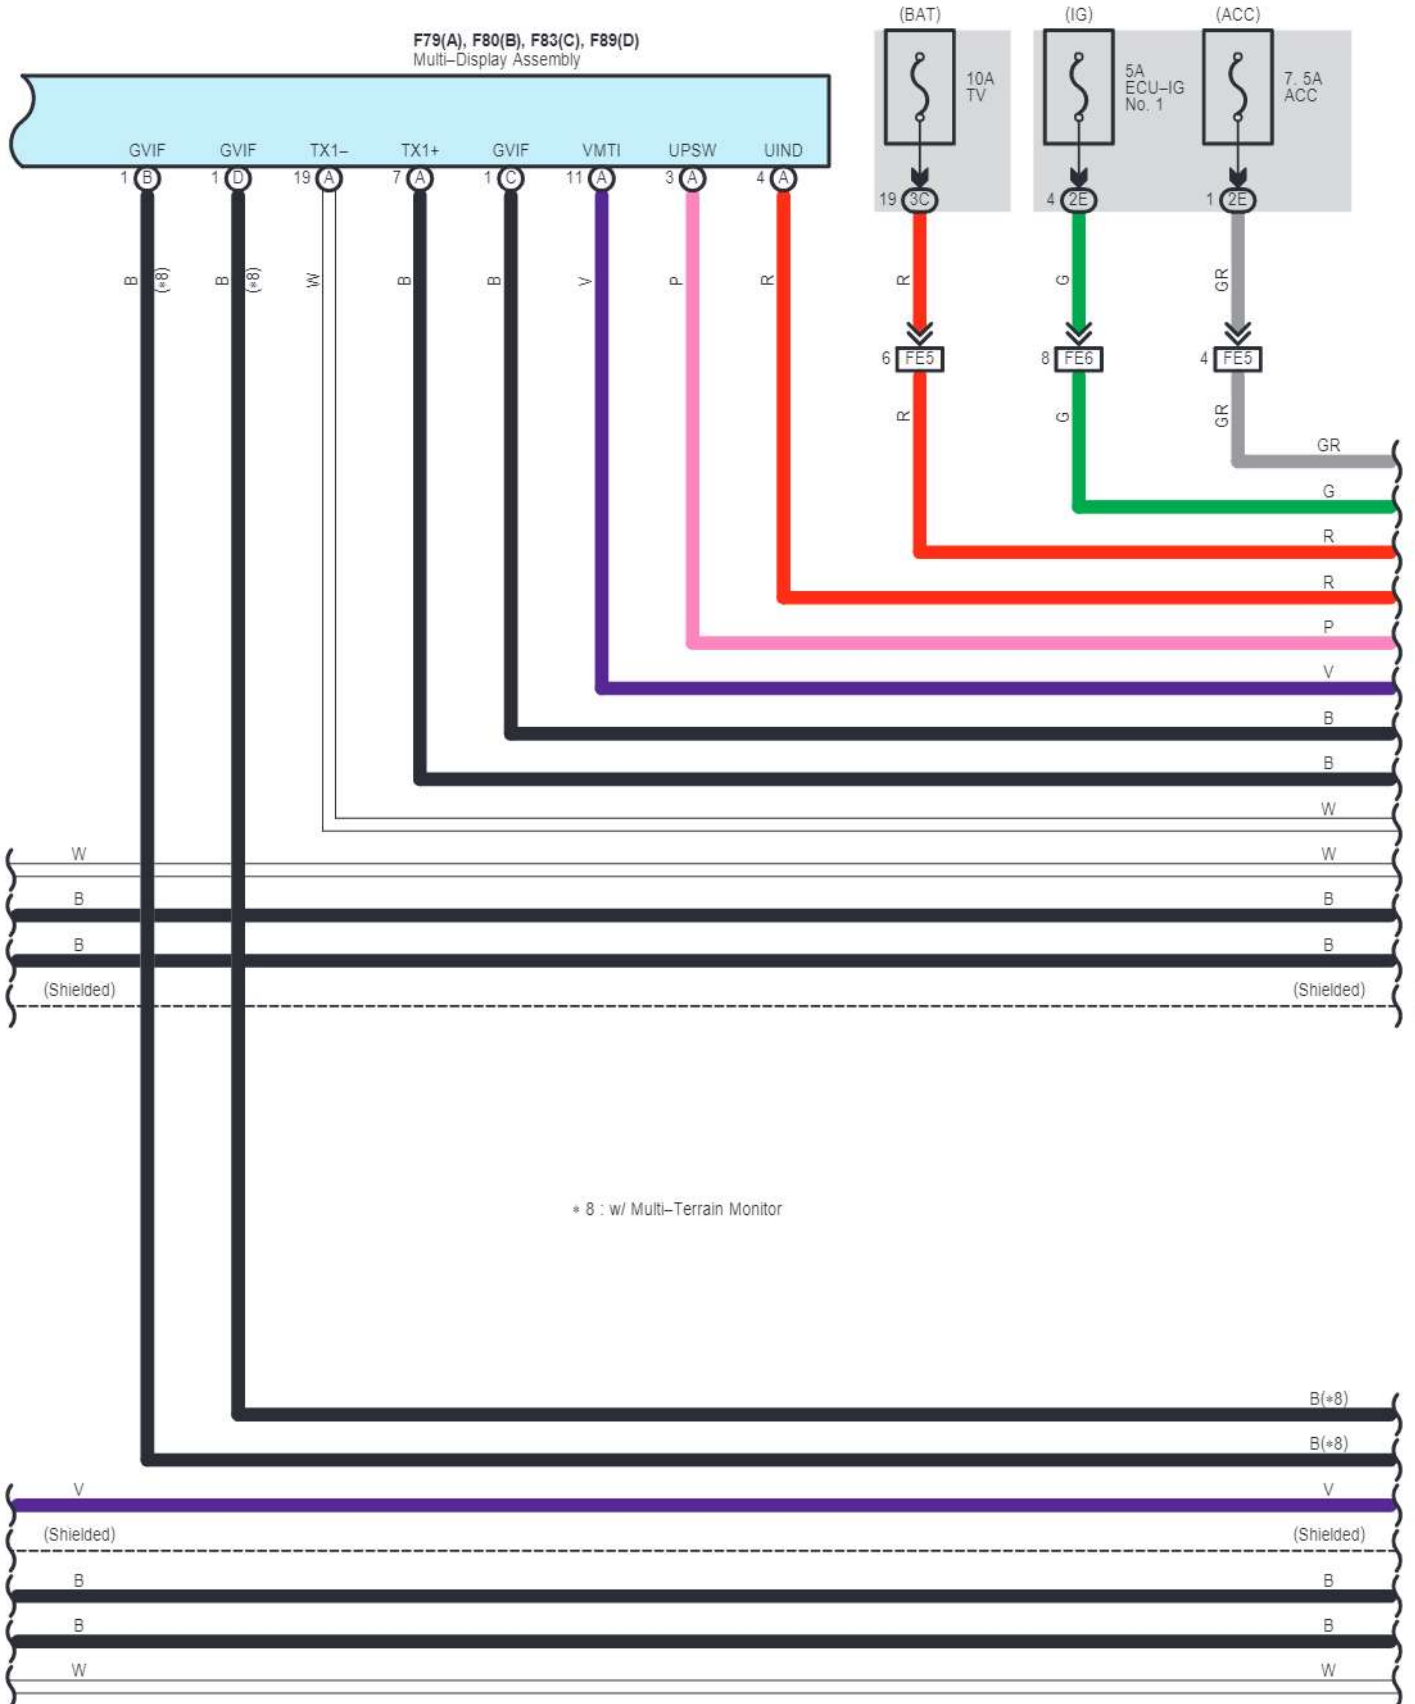 (BAT) (IG) (ACC)
F79(A), F80(B), F83(C), F89(D)
Multi–Display Assembly
10A
TV
5A
ECU–IG
No. 1
7. 5A
ACC
GVIF GVIF TX1– TX1+ GVIF VMTI UPSW UIND
1 B 1 D 19 A 7 A 1 C 11 A 3 A 4 A
19 3C 4 2E 1 2E
B (*8) B (*8) W B B V P R R G GR
6 FE5 8 FE6 4 FE5
R G GR
GR
G
R
R
P
V
B
B
W
W W
B B
B B
(Shielded) (Shielded)
* 8 : w/ Multi–Terrain Monitor
B(*8)
B(*8)
V V
(Shielded) (Shielded)
B B
B B
W W